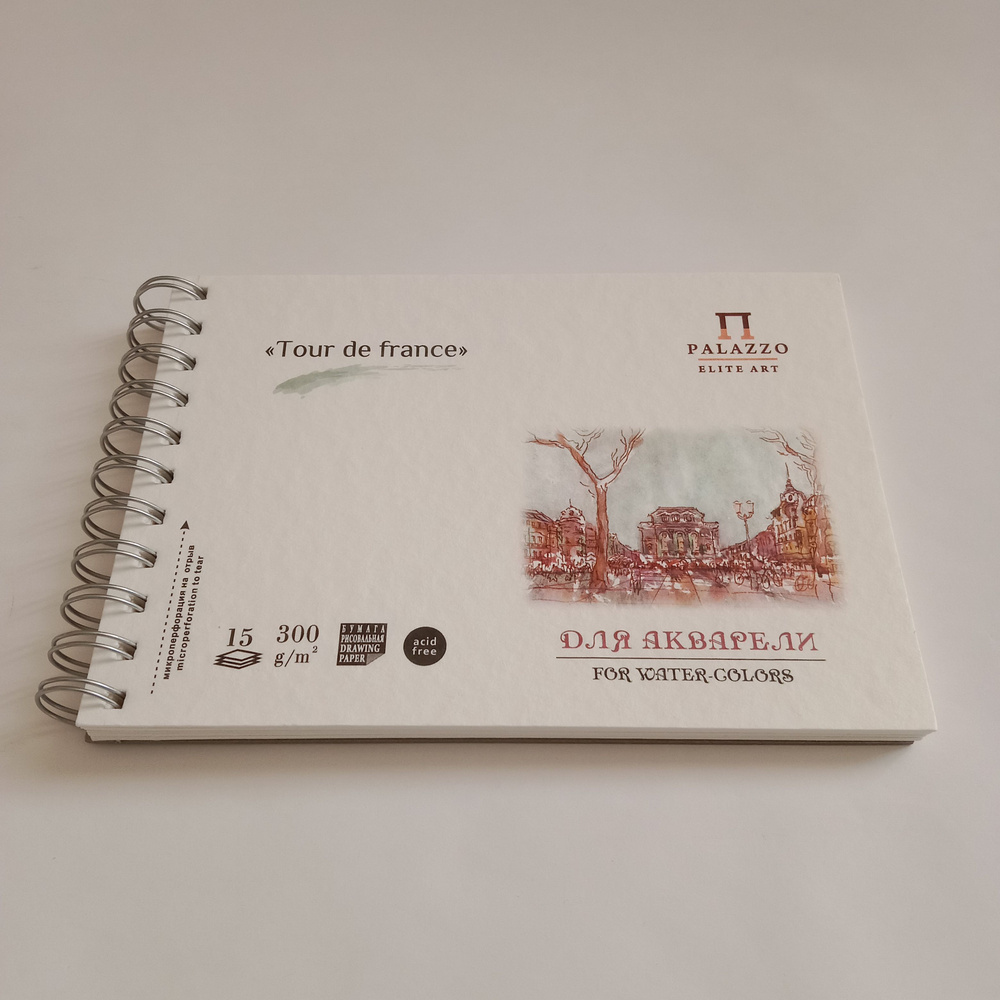 «Tour de france»
PALAZZO
ELITE ART
микроперфорация на отрыв
microperforation to tear
15
300
g/m²
БУМАГА
РИСОВАЛЬНАЯ
DRAWING
PAPER
acid
free
ДЛЯ АКВАРЕЛИ
FOR WATER-COLORS